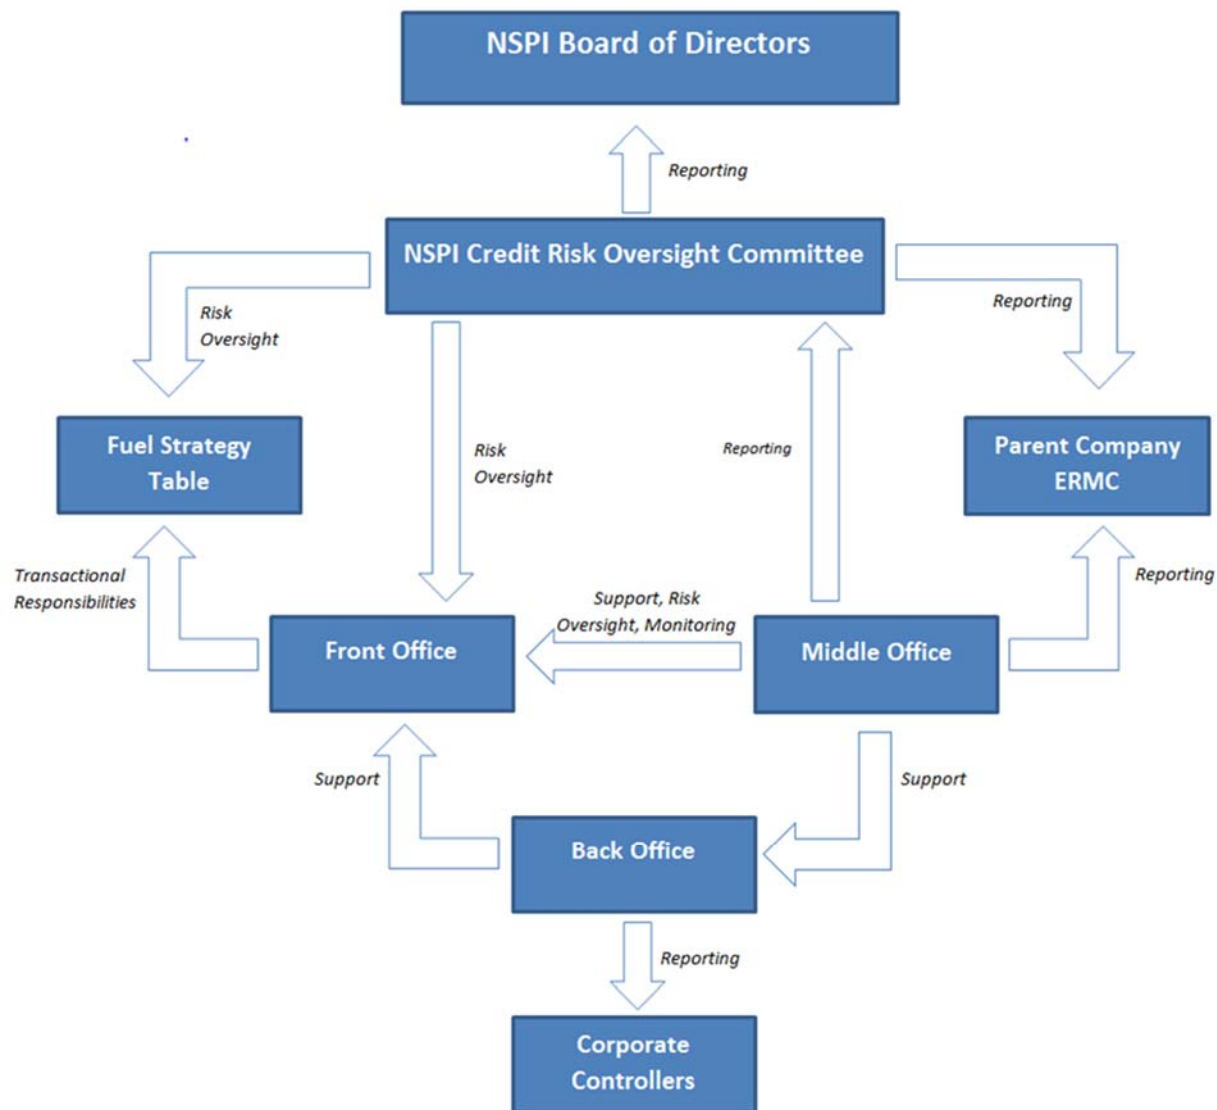 NSPI Board of Directors
Reporting
NSPI Credit Risk Oversight Committee
Risk
Oversight
Reporting
Fuel Strategy
Table
Risk
Oversight
Reporting
Parent Company
ERMC
Transactional
Responsibilities
Support, Risk
Oversight, Monitoring
Reporting
Front Office
Middle Office
Support
Support
Back Office
Reporting
Corporate
Controllers